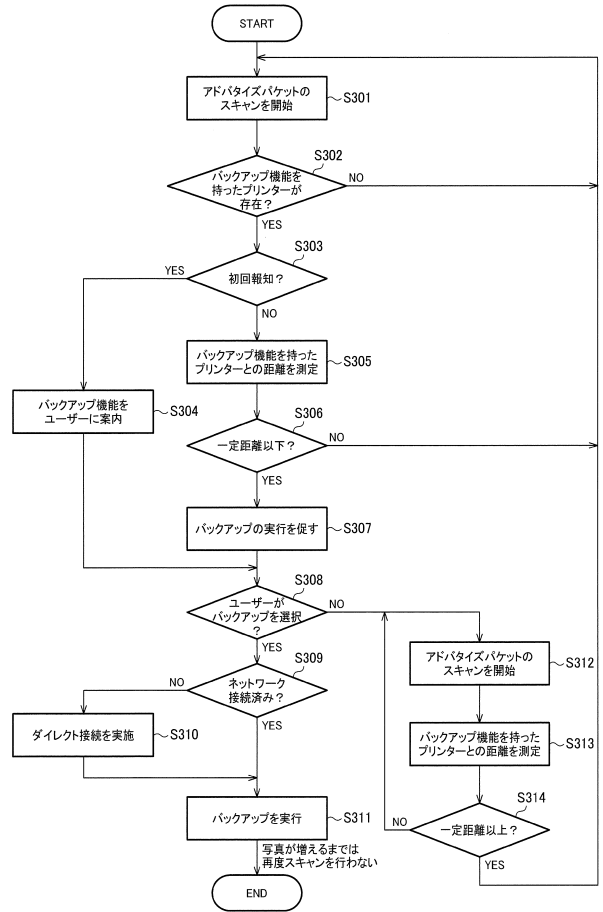 START
アドバタイズパケットの
スキャンを開始
S301
S302
バックアップ機能を
持ったプリンターが
存在？
NO
YES
S303
初回報知？
YES
NO
バックアップ機能を持った
プリンターとの距離を測定
S305
バックアップ機能を
ユーザーに案内
S304
S306
一定距離以下？
NO
YES
バックアップの実行を促す
S307
S308
ユーザーが
バックアップを選択
？
NO
YES
アドバタイズパケットの
スキャンを開始
S312
S309
ネットワーク
接続済み？
NO
YES
ダイレクト接続を実施
S310
バックアップ機能を持った
プリンターとの距離を測定
S313
S314
一定距離以上？
NO
YES
バックアップを実行
S311
写真が増えるまでは
再度スキャンを行わない
END